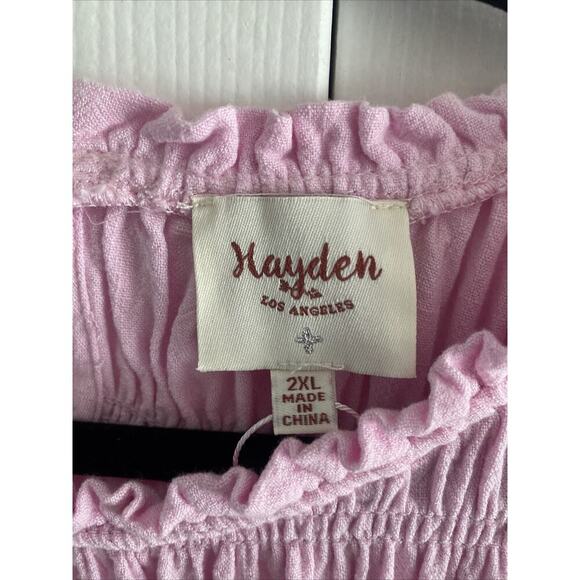 Hayden
LOS ANGELES
2XL
MADE
IN
CHINA